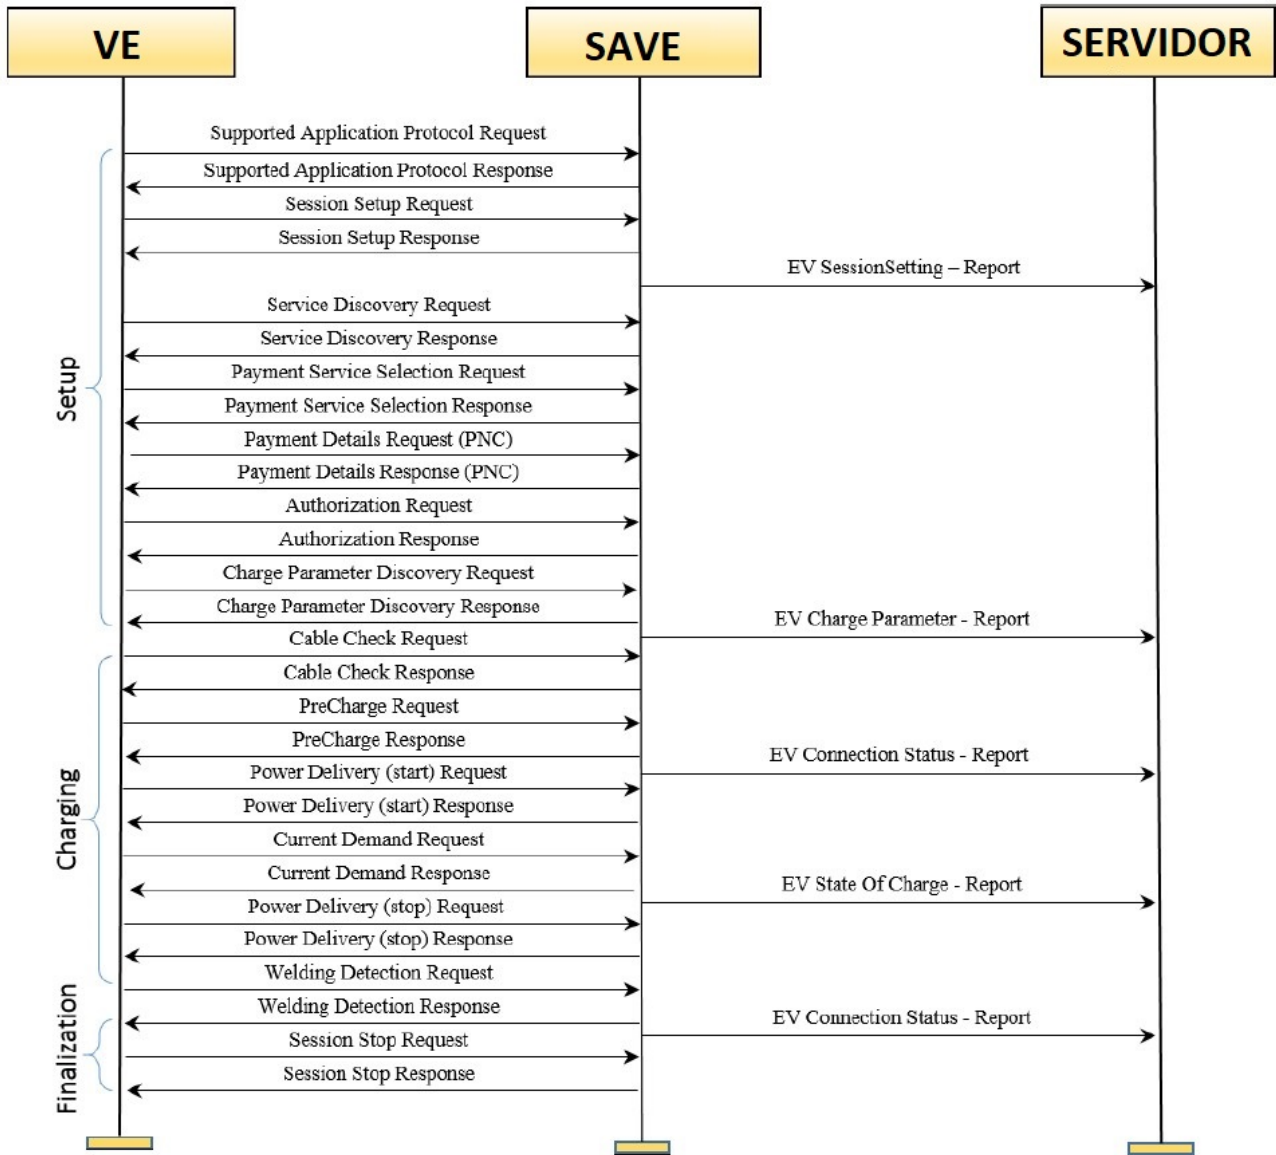 VE
SAVE
SERVIDOR
Supported Application Protocol Request
Supported Application Protocol Response
Session Setup Request
Session Setup Response
EV SessionSetting – Report
Service Discovery Request
Service Discovery Response
Setup
Payment Service Selection Request
Payment Service Selection Response
Payment Details Request (PNC)
Payment Details Response (PNC)
Authorization Request
Authorization Response
Charge Parameter Discovery Request
Charge Parameter Discovery Response
EV Charge Parameter - Report
Cable Check Request
Cable Check Response
PreCharge Request
PreCharge Response
EV Connection Status - Report
Power Delivery (start) Request
Charging
Power Delivery (start) Response
Current Demand Request
Current Demand Response
EV State Of Charge - Report
Power Delivery (stop) Request
Power Delivery (stop) Response
Welding Detection Request
Welding Detection Response
EV Connection Status - Report
Finalization
Session Stop Request
Session Stop Response